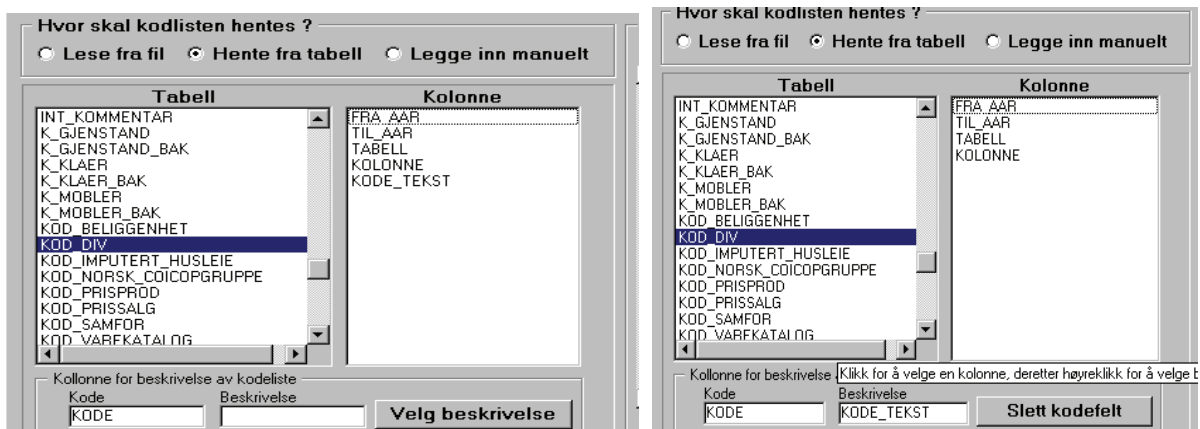 Hvor skal kodlisten hentes ?
Lese fra fil Hente fra tabell Legge inn manuelt
Tabell
INT_KOMMENTAR
K_GJENSTAND
K_GJENSTAND_BAK
K_KLAER
K_KLAER_BAK
K_MOBLER
K_MOBLER_BAK
KOD_BELIGGENHET
KOD_DIV
KOD_IMPUTERT_HUSLEIE
KOD_NORSK_COICOPGRUPPE
KOD_PRISPROD
KOD_PRISSALG
KOD_SAMFOR
KOD_VAREKATALOG
Kolonne
FRA_AAR
TIL_AAR
TABELL
KOLONNE
KODE_TEKST
Kollonne for beskrivelse av kodeliste
Kode Beskrivelse
KODE Velg beskrivelse
Hvor skal kodlisten hentes ?
Lese fra fil Hente fra tabell Legge inn manuelt
Tabell
INT_KOMMENTAR
K_GJENSTAND
K_GJENSTAND_BAK
K_KLAER
K_KLAER_BAK
K_MOBLER
K_MOBLER_BAK
KOD_BELIGGENHET
KOD_DIV
KOD_IMPUTERT_HUSLEIE
KOD_NORSK_COICOPGRUPPE
KOD_PRISPROD
KOD_PRISSALG
KOD_SAMFOR
KOD_VAREKATALOG
Kolonne
FRA_AAR
TIL_AAR
TABELL
KOLONNE
Kollonne for beskrivelse
Klikk for å velge en kolonne, deretter høyreklikk for å velge b
Kode Beskrivelse
KODE KODE_TEKST Slett kodefelt